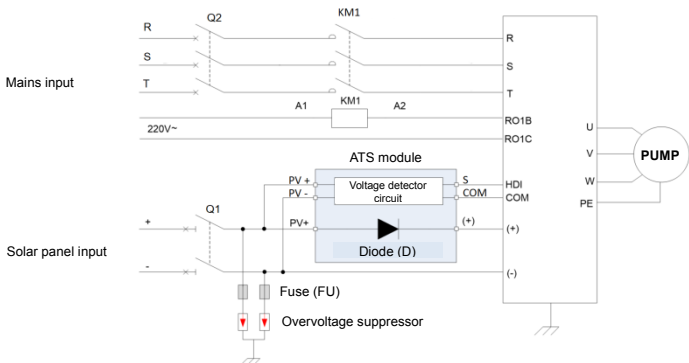 Q2
KM1
R
R
S
S
Mains input
T
T
A1
KM1
A2
RO1B
220V~
RO1C
U
V
PUMP
W
PE
ATS module
PV +
Voltage detector
circuit
S
HDI
PV -
COM
COM
Q1
+
PV+
(+)
(+)
Diode (D)
Solar panel input
-
(-)
Fuse (FU)
Overvoltage suppressor